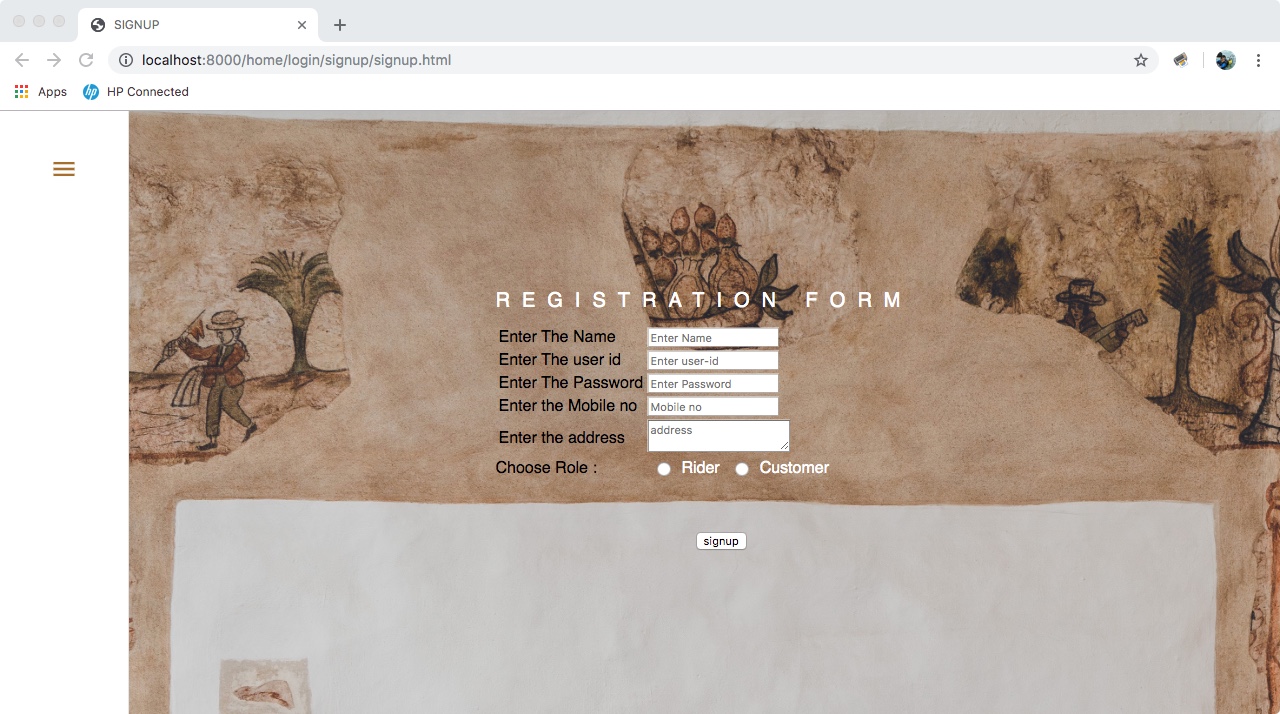 SIGNUP
localhost:8000/home/login/signup/signup.html
Apps
hp HP Connected
REGISTRATION FORM
Enter The Name Enter Name
Enter The user id Enter user-id
Enter The Password Enter Password
Enter the Mobile no Mobile no
Enter the address address
Choose Role : Rider Customer
signup